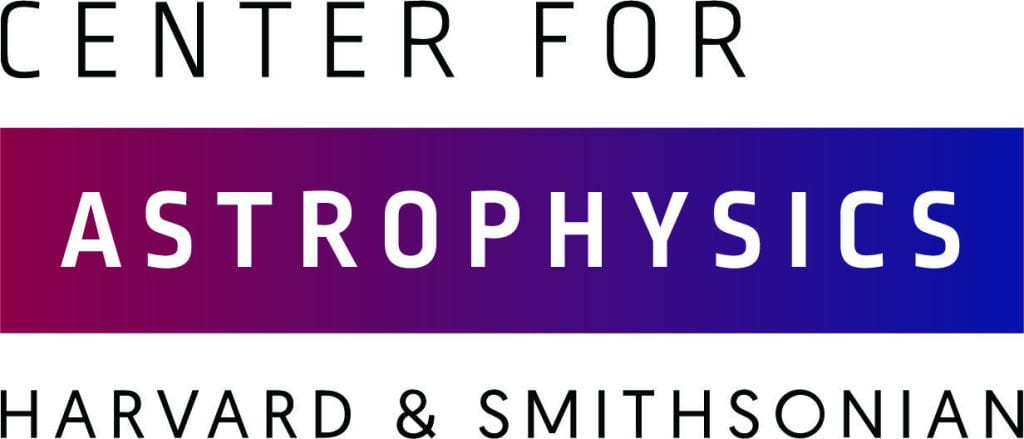 CENTER FOR
ASTROPHYSICS
HARVARD & SMITHSONIAN